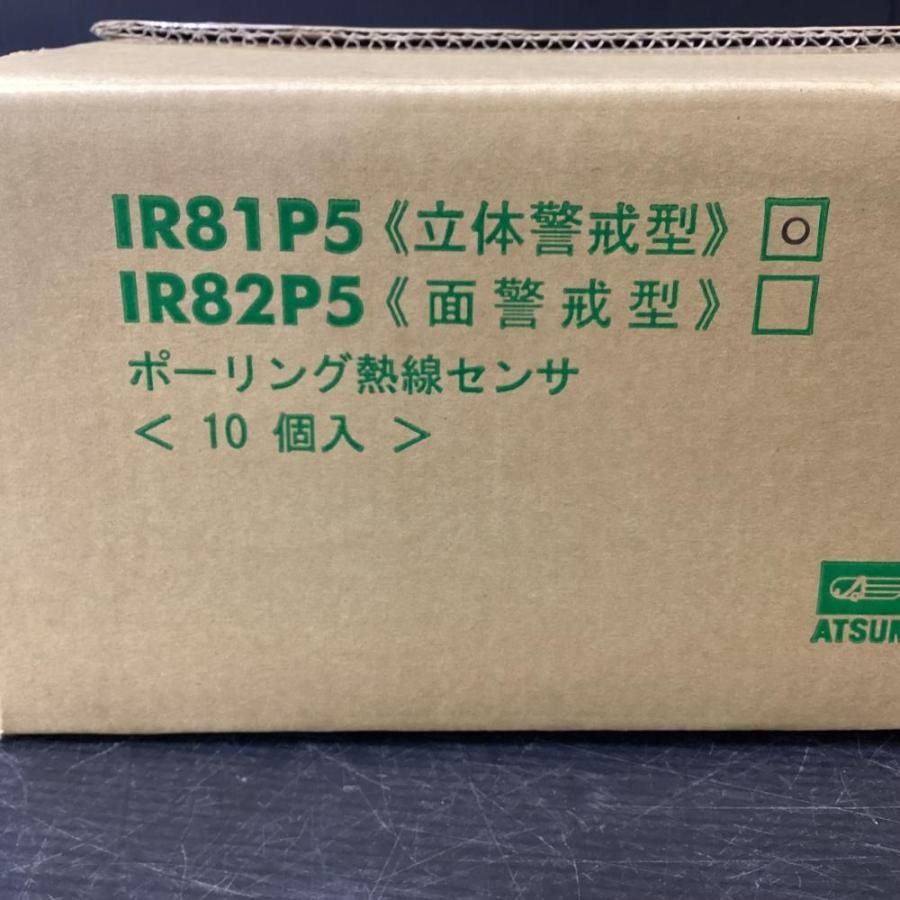 IR81P5《立体警戒型》○
IR82P5《面警戒型》
ポーリング熱線センサ
< 10 個入 >
ATSUM